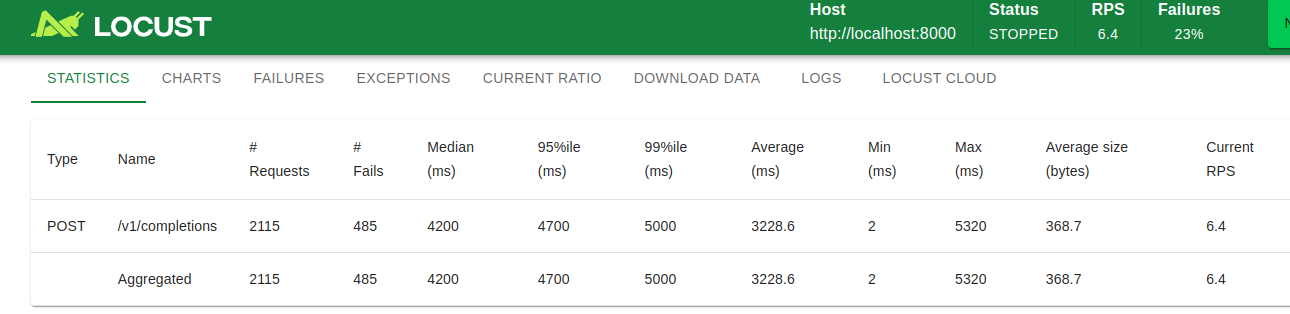 LOCUST
Host Status RPS Failures
http://localhost:8000 STOPPED 6.4 23%
STATISTICS CHARTS FAILURES EXCEPTIONS CURRENT RATIO DOWNLOAD DATA LOGS LOCUST CLOUD
Type Name # Requests # Fails Median (ms) 95%ile (ms) 99%ile (ms) Average (ms) Min (ms) Max (ms) Average size (bytes) Current RPS
POST /v1/completions 2115 485 4200 4700 5000 3228.6 2 5320 368.7 6.4
Aggregated 2115 485 4200 4700 5000 3228.6 2 5320 368.7 6.4